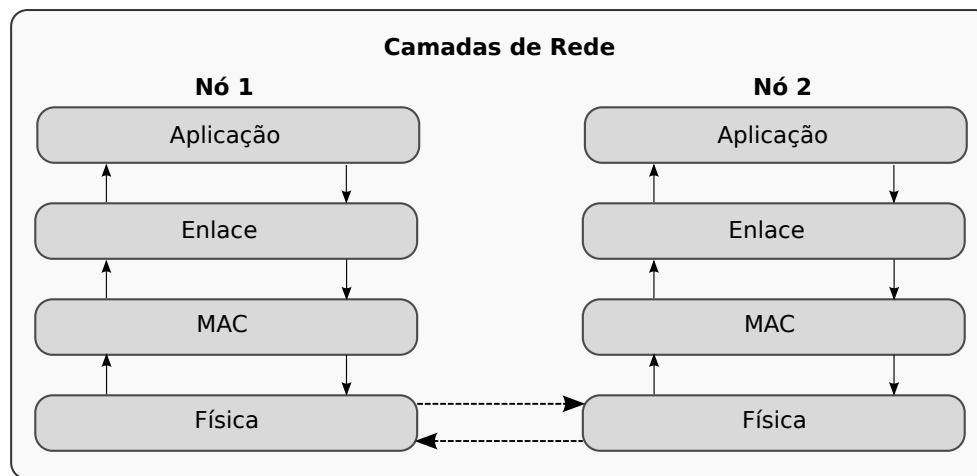 Camadas de Rede
Nó 1
Nó 2
Aplicação
Aplicação
Enlace
Enlace
MAC
MAC
Física
Física